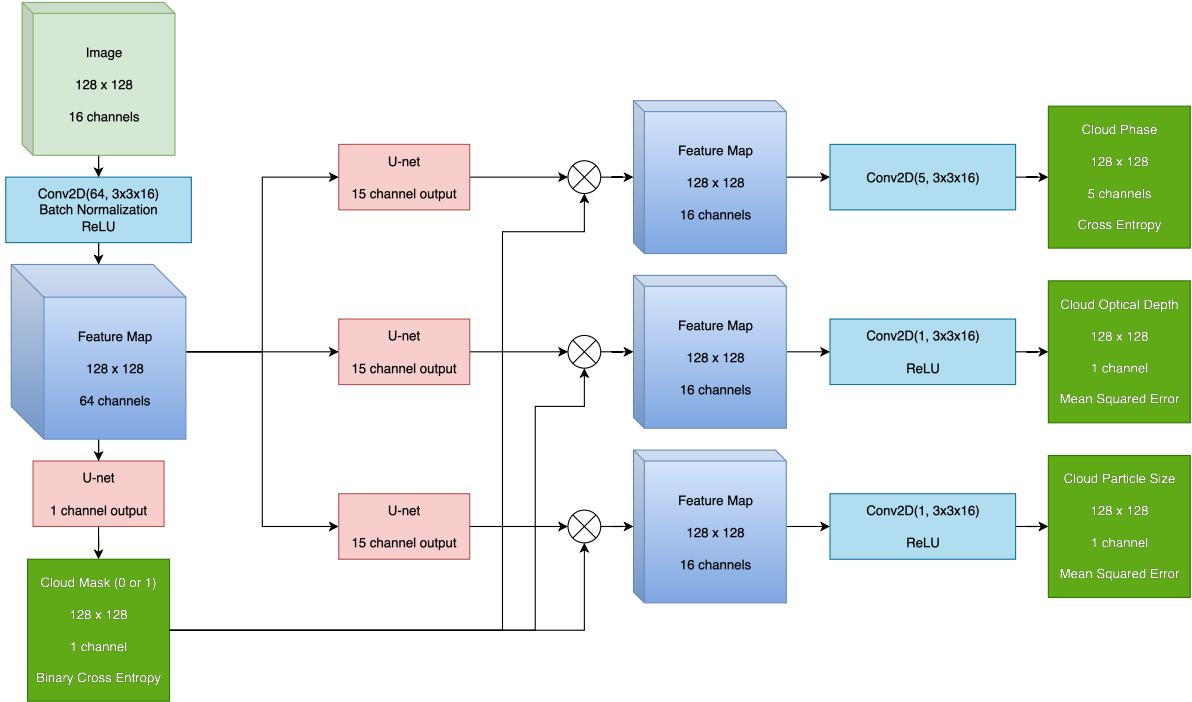 Image
128 x 128
16 channels
Conv2D(64, 3x3x16)
Batch Normalization
ReLU
Feature Map
128 x 128
64 channels
U-net
1 channel output
Cloud Mask (0 or 1)
128 x 128
1 channel
Binary Cross Entropy
U-net
15 channel output
Feature Map
128 x 128
16 channels
Conv2D(5, 3x3x16)
Cloud Phase
128 x 128
5 channels
Cross Entropy
U-net
15 channel output
Feature Map
128 x 128
16 channels
Conv2D(1, 3x3x16)
ReLU
Cloud Optical Depth
128 x 128
1 channel
Mean Squared Error
U-net
15 channel output
Feature Map
128 x 128
16 channels
Conv2D(1, 3x3x16)
ReLU
Cloud Particle Size
128 x 128
1 channel
Mean Squared Error